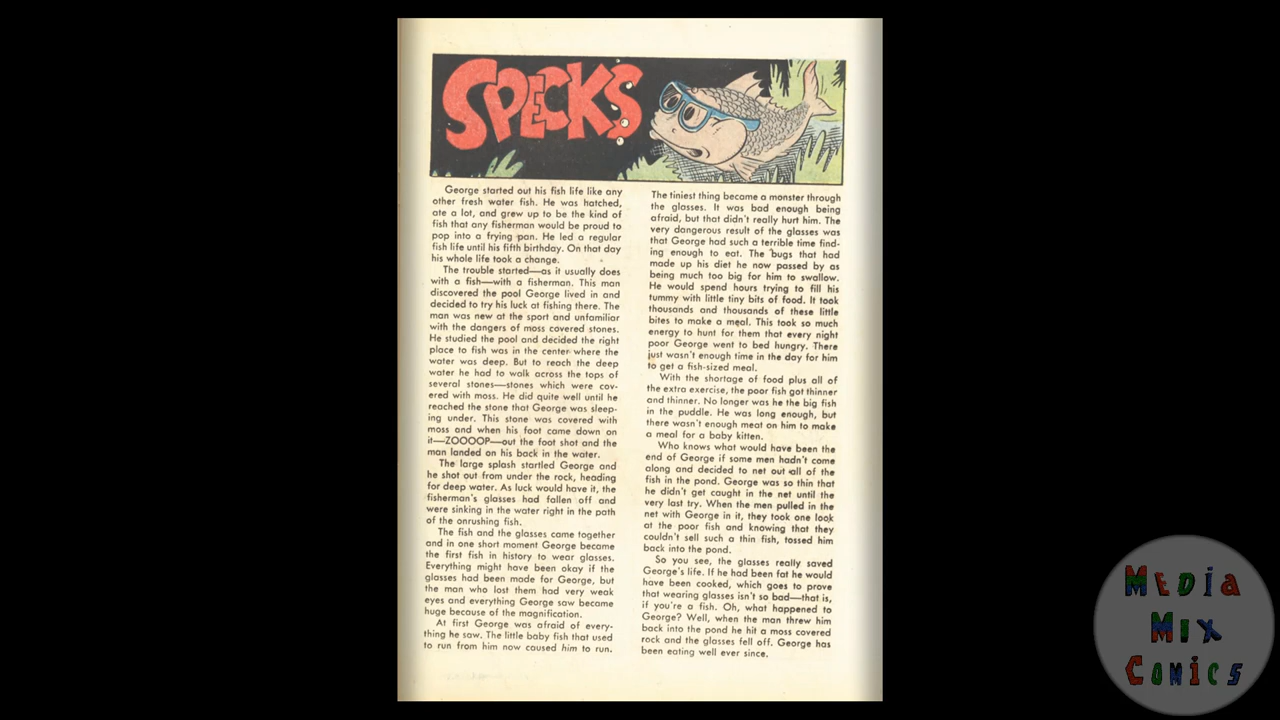 SPECKS
George started out his fish life like any
other fresh water fish. He was hatched,
ate a lot, and grew up to be the kind of
fish that any fisherman would be proud to
pop into a frying pan. He led a regular
fish life until his fifth birthday. On that day
his whole life took a change.
The trouble started—as it usually does
with a fish—with a fisherman. This man
discovered the pool George lived in and
decided to try his luck at fishing there. The
man was new at the sport and unfamiliar
with the dangers of moss covered stones.
He studied the pool and decided the right
place to fish was in the center where the
water was deep. But to reach the deep
water he had to walk across the tops of
several stones—stones which were cov-
ered with moss. He did quite well until he
reached the stone that George was sleep-
ing under. This stone was covered with
moss and when his foot came down on
it—ZOOOOP—out the foot shot and the
man landed on his back in the water.
The large splash startled George and
he shot out from under the rock, heading
for deep water. As luck would have it, the
fisherman's glasses had fallen off and
were sinking in the water right in the path
of the onrushing fish.
The fish and the glasses came together
and in one short moment George became
the first fish in history to wear glasses.
Everything might have been okay if the
glasses had been made for George, but
the man who lost them had very weak
eyes and everything George saw became
huge because of the magnification.
At first George was afraid of every-
thing he saw. The little baby fish that used
to run from him now caused him to run.
The tiniest thing became a monster through
the glasses. It was bad enough being
afraid, but that didn't really hurt him. The
very dangerous result of the glasses was
that George had such a terrible time find-
ing enough to eat. The bugs that had
made up his diet he now passed by as
being much too big for him to swallow.
He would spend hours trying to fill his
tummy with little tiny bits of food. It took
thousands and thousands of these little
bites to make a meal. This took so much
energy to hunt for them that every night
poor George went to bed hungry. There
just wasn't enough time in the day for him
to get a fish-sized meal.
With the shortage of food plus all of
the extra exercise, the poor fish got thinner
and thinner. No longer was he the big fish
in the puddle. He was long enough, but
there wasn't enough meat on him to make
a meal for a baby kitten.
Who knows what would have been the
end of George if some men hadn't come
along and decided to net out all of the
fish in the pond. George was so thin that
he didn't get caught in the net until the
very last try. When the men pulled in the
net with George in it, they took one look
at the poor fish and knowing that they
couldn't sell such a thin fish, tossed him
back into the pond.
So you see, the glasses really saved
George's life. If he had been fat he would
have been cooked, which goes to prove
that wearing glasses isn't so bad—that is,
if you're a fish. Oh, what happened to
George? Well, when the man threw him
back into the pond he hit a moss covered
rock and the glasses fell off. George has
been eating well ever since.
MEDIA
MIX
COMICS